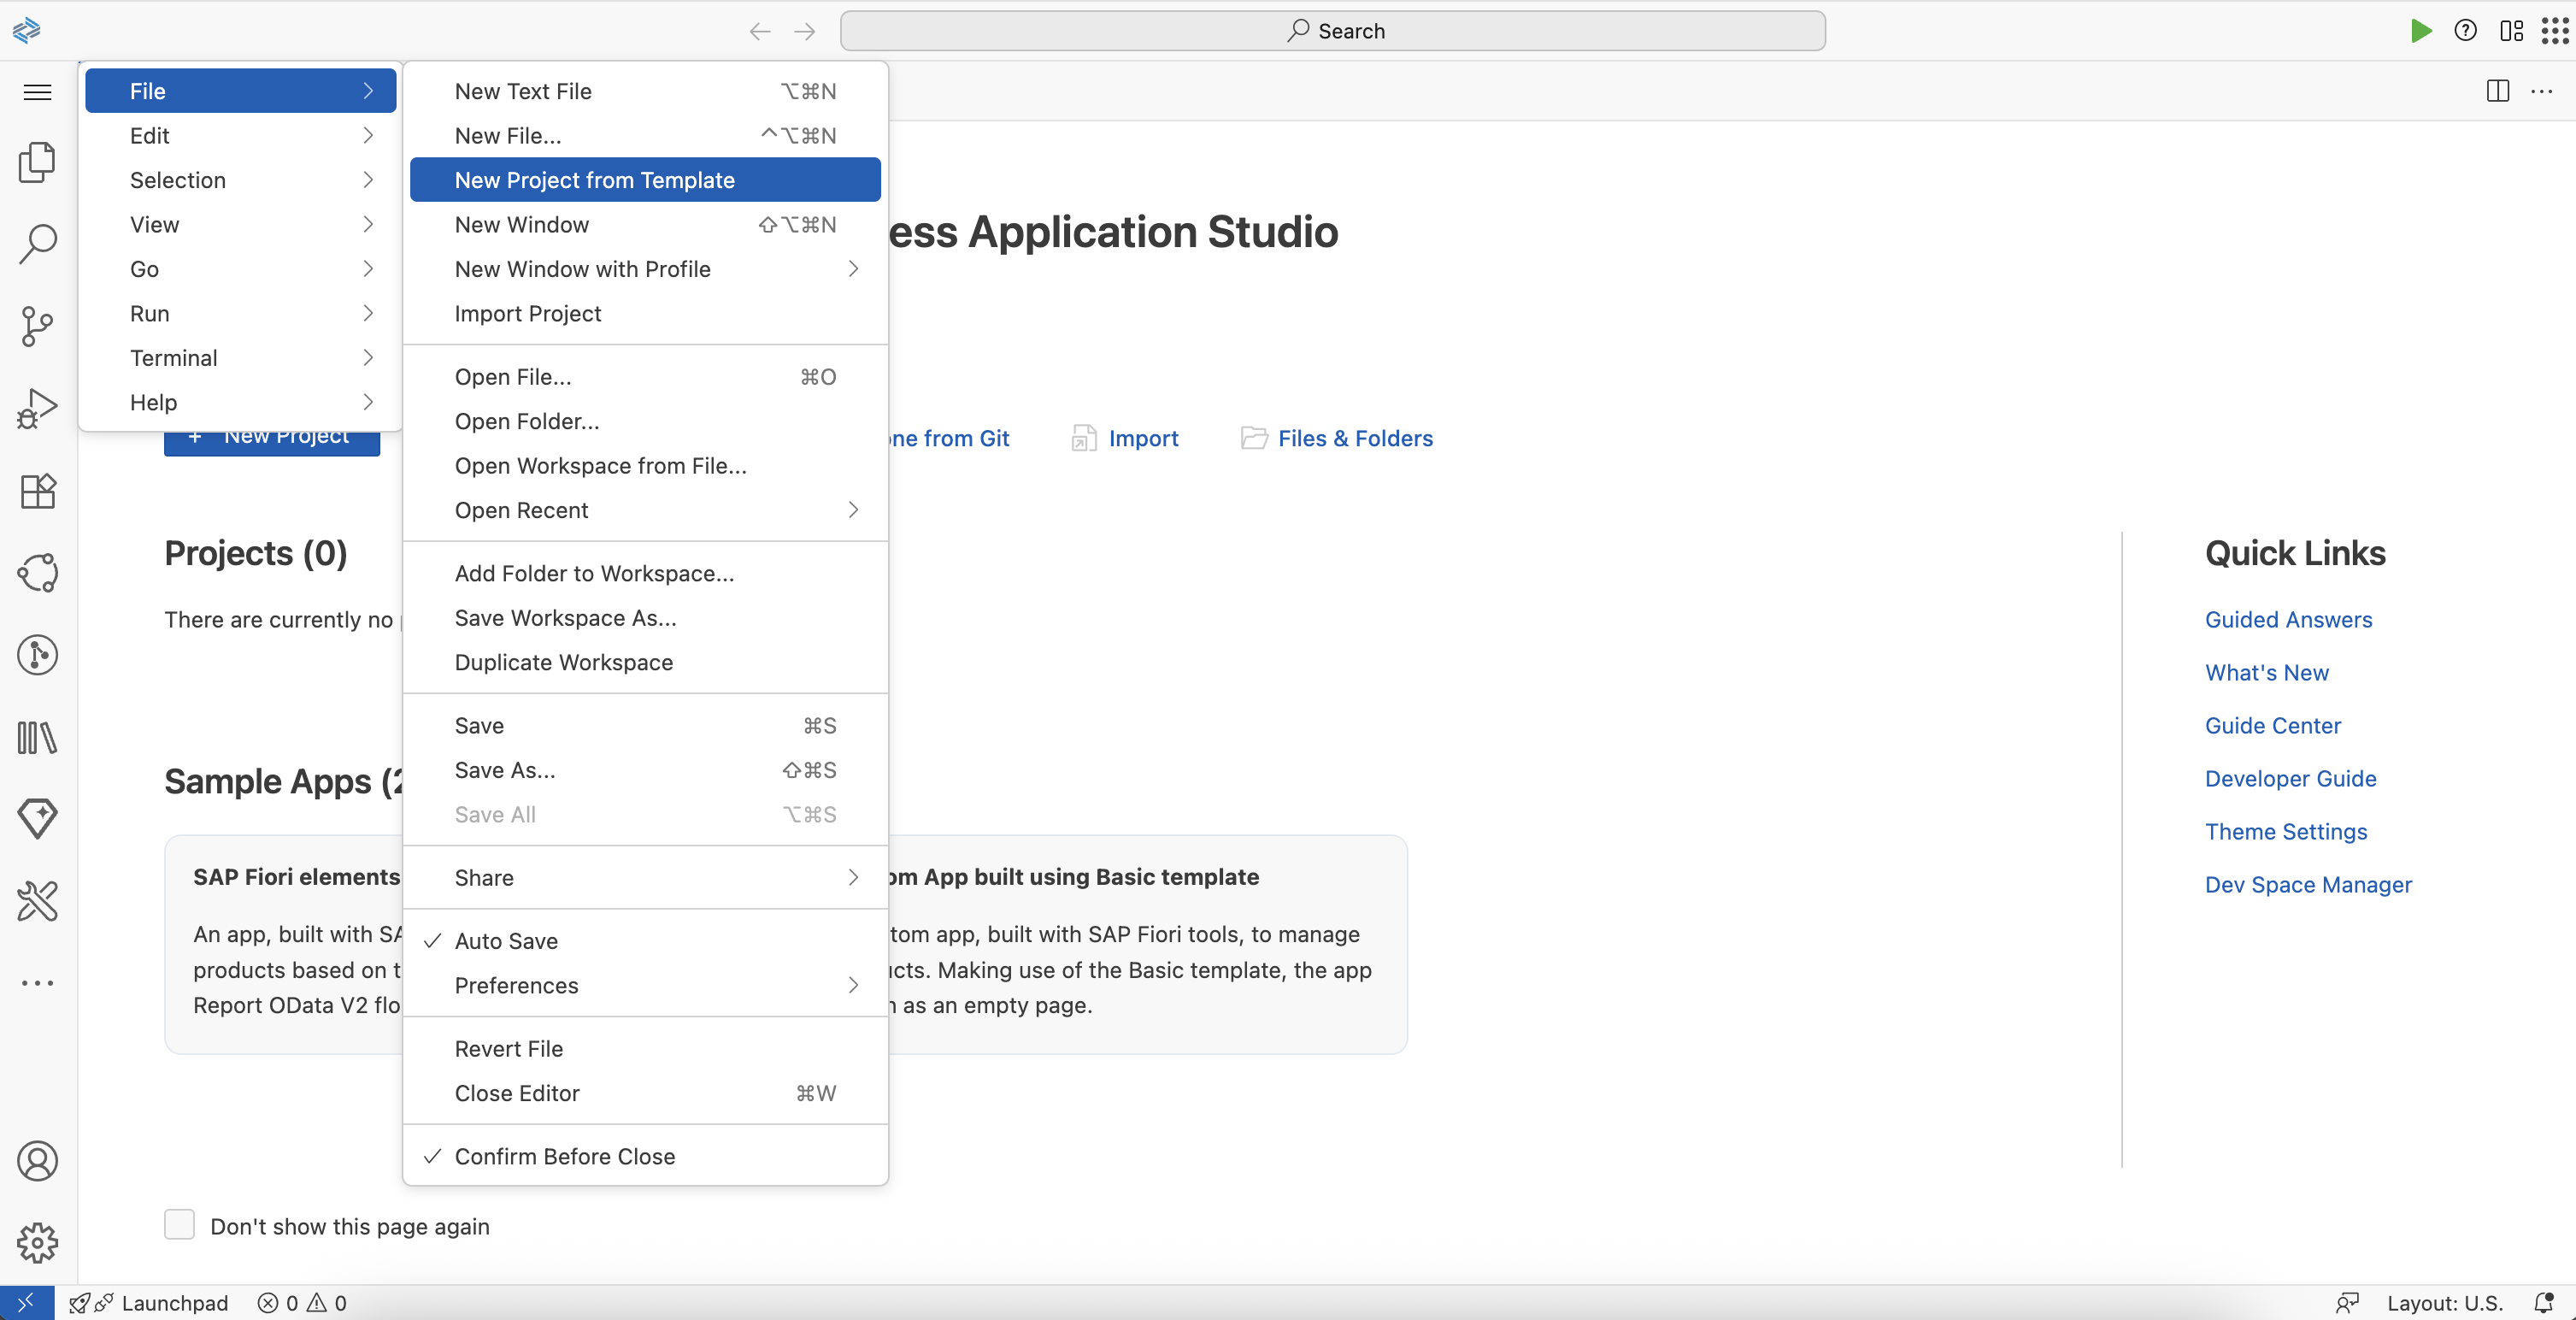 Search
File
Edit
Selection
View
Go
Run
Terminal
Help
New Text File ⌥⌘N
New File... ^⌥⌘N
New Project from Template
New Window ⇧⌥⌘N
New Window with Profile
Import Project
Open File... ⌘O
Open Folder...
Open Workspace from File...
Open Recent
Add Folder to Workspace...
Save Workspace As...
Duplicate Workspace
Save ⌘S
Save As... ⇧⌘S
Save All ⌥⌘S
Share
Auto Save
Preferences
Revert File
Close Editor ⌘W
Confirm Before Close
ess Application Studio
+ New Project
one from Git
Import
Files & Folders
Projects (0)
There are currently no
Sample Apps (2
SAP Fiori elements
An app, built with SA
products based on t
Report OData V2 flo
om App built using Basic template
tom app, built with SAP Fiori tools, to manage
ucts. Making use of the Basic template, the app
n as an empty page.
Quick Links
Guided Answers
What's New
Guide Center
Developer Guide
Theme Settings
Dev Space Manager
Don't show this page again
Launchpad 0 0
Layout: U.S.